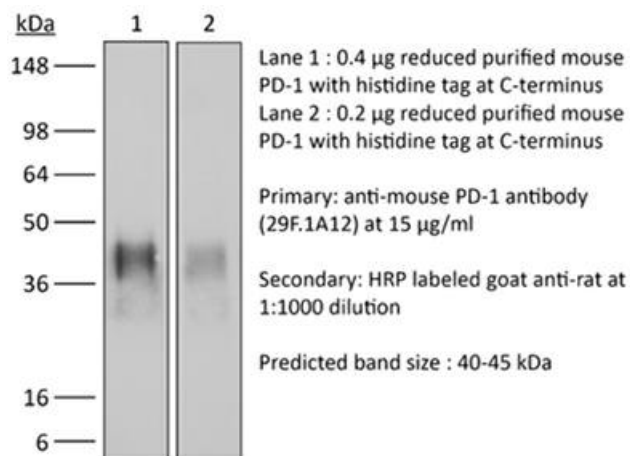 kDa
1 2
148
98
64
50
36
16
6
Lane 1 : 0.4 µg reduced purified mouse
PD-1 with histidine tag at C-terminus
Lane 2 : 0.2 µg reduced purified mouse
PD-1 with histidine tag at C-terminus
Primary: anti-mouse PD-1 antibody
(29F.1A12) at 15 µg/ml
Secondary: HRP labeled goat anti-rat at
1:1000 dilution
Predicted band size : 40-45 kDa